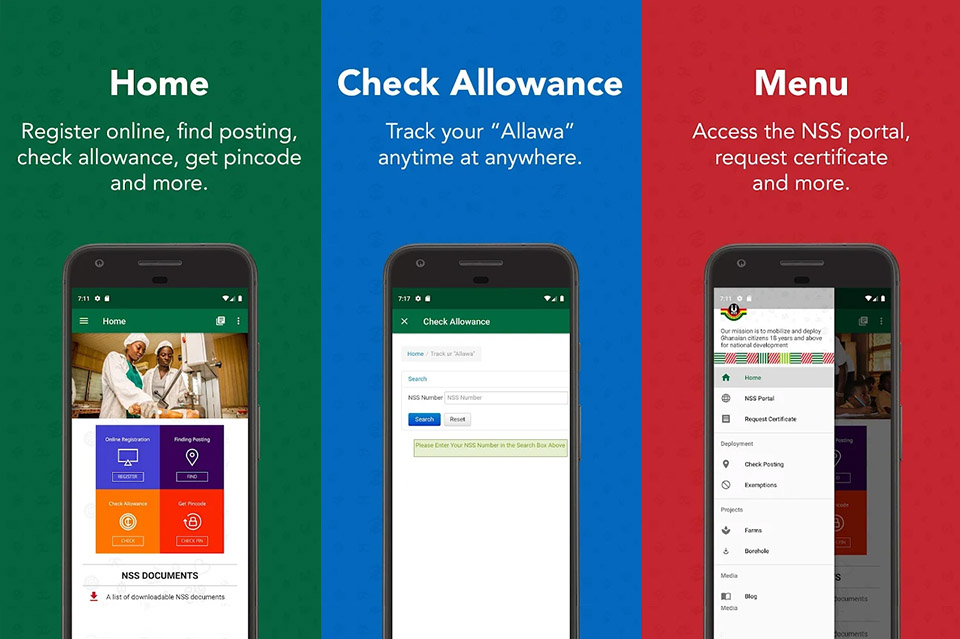 Home
Register online, find posting,
check allowance, get pincode
and more.
7:11
Home
Online Registration
REGISTER
Finding Posting
FIND
Check Allowance
CHECK
Get Pincode
CHECK PIN
NSS DOCUMENTS
A list of downloadable NSS documents
Check Allowance
Track your “Allawa”
anytime at anywhere.
7:17
Check Allowance
Home / Track ur "Allawa"
Search
NSS Number
NSS Number
Search
Reset
Please Enter Your NSS Number in the Search Box Above
Menu
Access the NSS portal,
request certificate
and more.
7:11
Our mission is to mobilize and deploy
Ghanaian citizens 18 years and above
for national development
Home
NSS Portal
Request Certificate
Deployment
Check Posting
Exemptions
Projects
Farms
Borehole
Media
Blog
Media